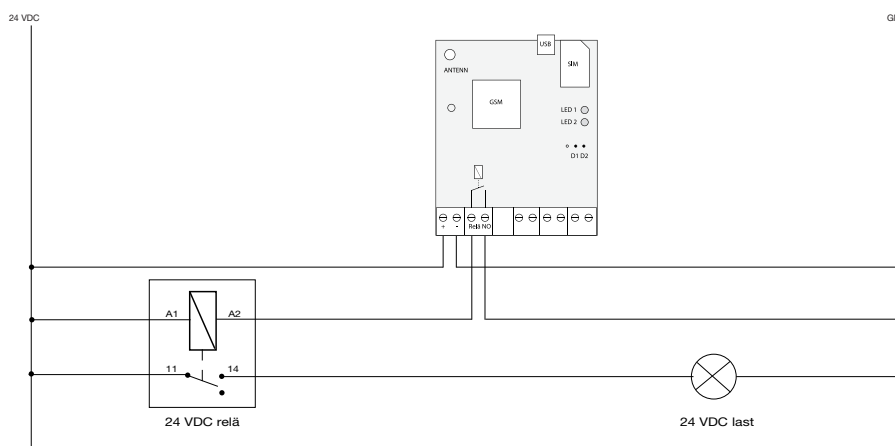 24 VDC
USB
SIM
ANTENN
GSM
LED 1
LED 2
D1 D2
+ - Relä NO
A1 A2
11 14
24 VDC relä
24 VDC last